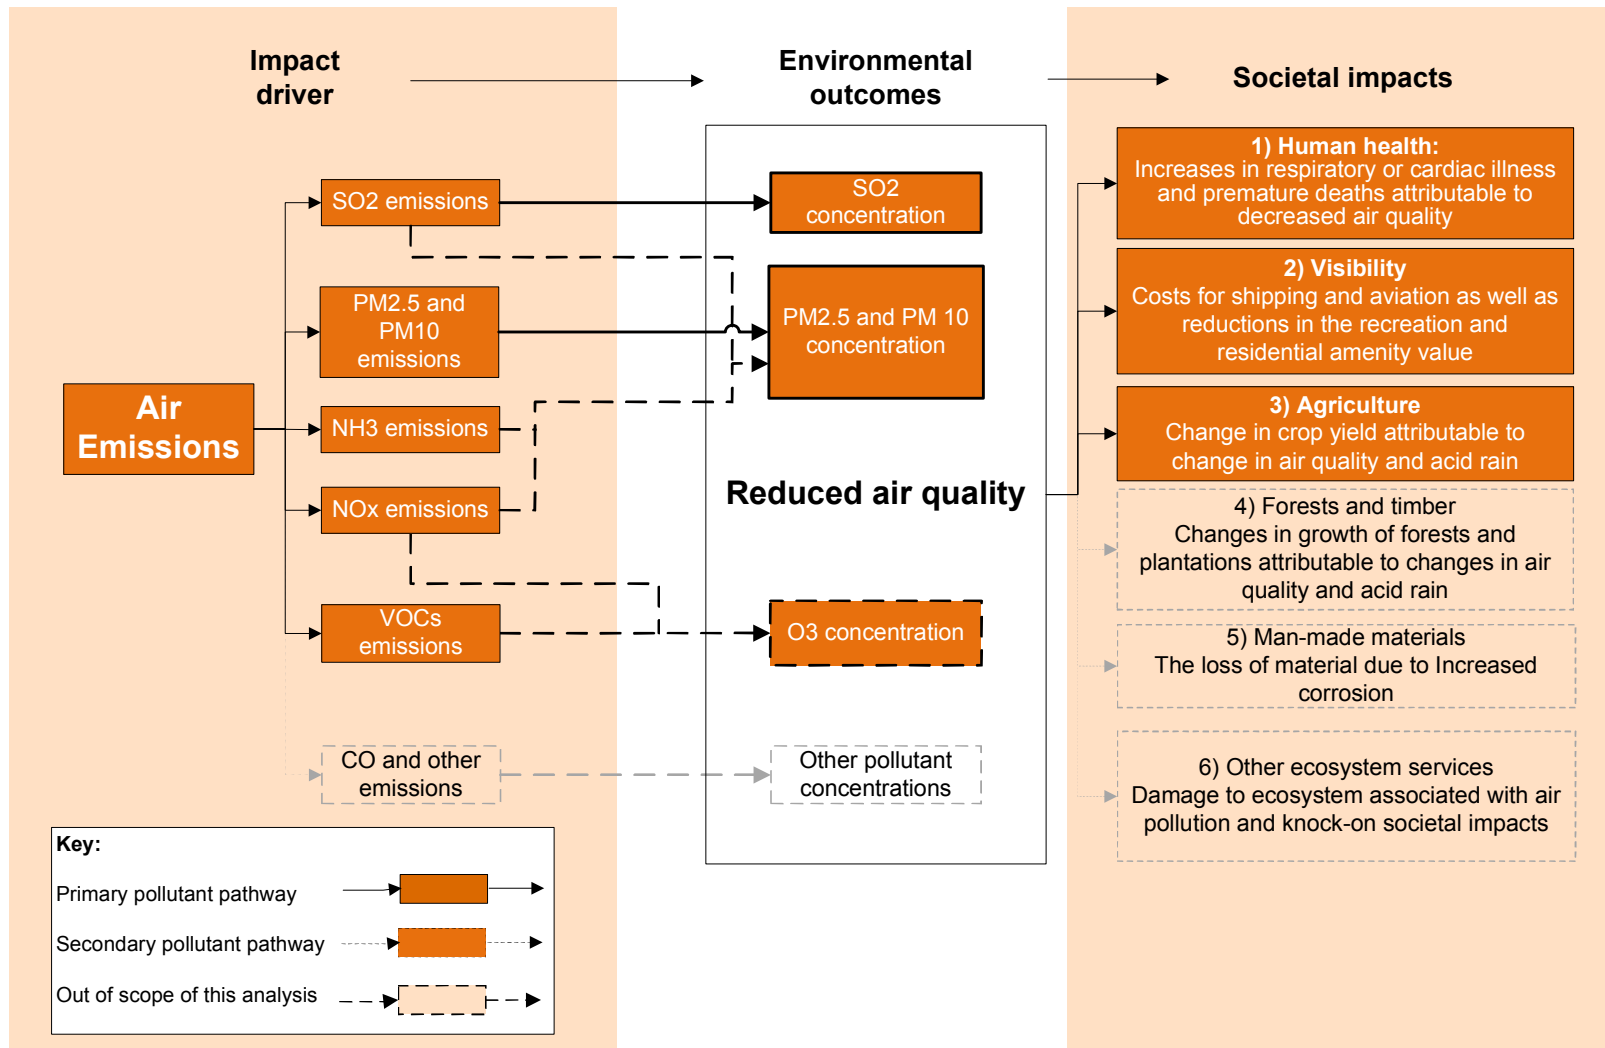 Impact
driver
Environmental
outcomes
Societal impacts
Air
Emissions
SO2 emissions
PM2.5 and
PM10
emissions
NH3 emissions
NOx emissions
VOCs
emissions
CO and other
emissions
SO2
concentration
PM2.5 and PM 10
concentration
Reduced air quality
O3 concentration
Other pollutant
concentrations
1) Human health:
Increases in respiratory or cardiac illness
and premature deaths attributable to
decreased air quality
2) Visibility
Costs for shipping and aviation as well as
reductions in the recreation and
residential amenity value
3) Agriculture
Change in crop yield attributable to
change in air quality and acid rain
4) Forests and timber
Changes in growth of forests and
plantations attributable to changes in air
quality and acid rain
5) Man-made materials
The loss of material due to Increased
corrosion
6) Other ecosystem services
Damage to ecosystem associated with air
pollution and knock-on societal impacts
Key:
Primary pollutant pathway
Secondary pollutant pathway
Out of scope of this analysis